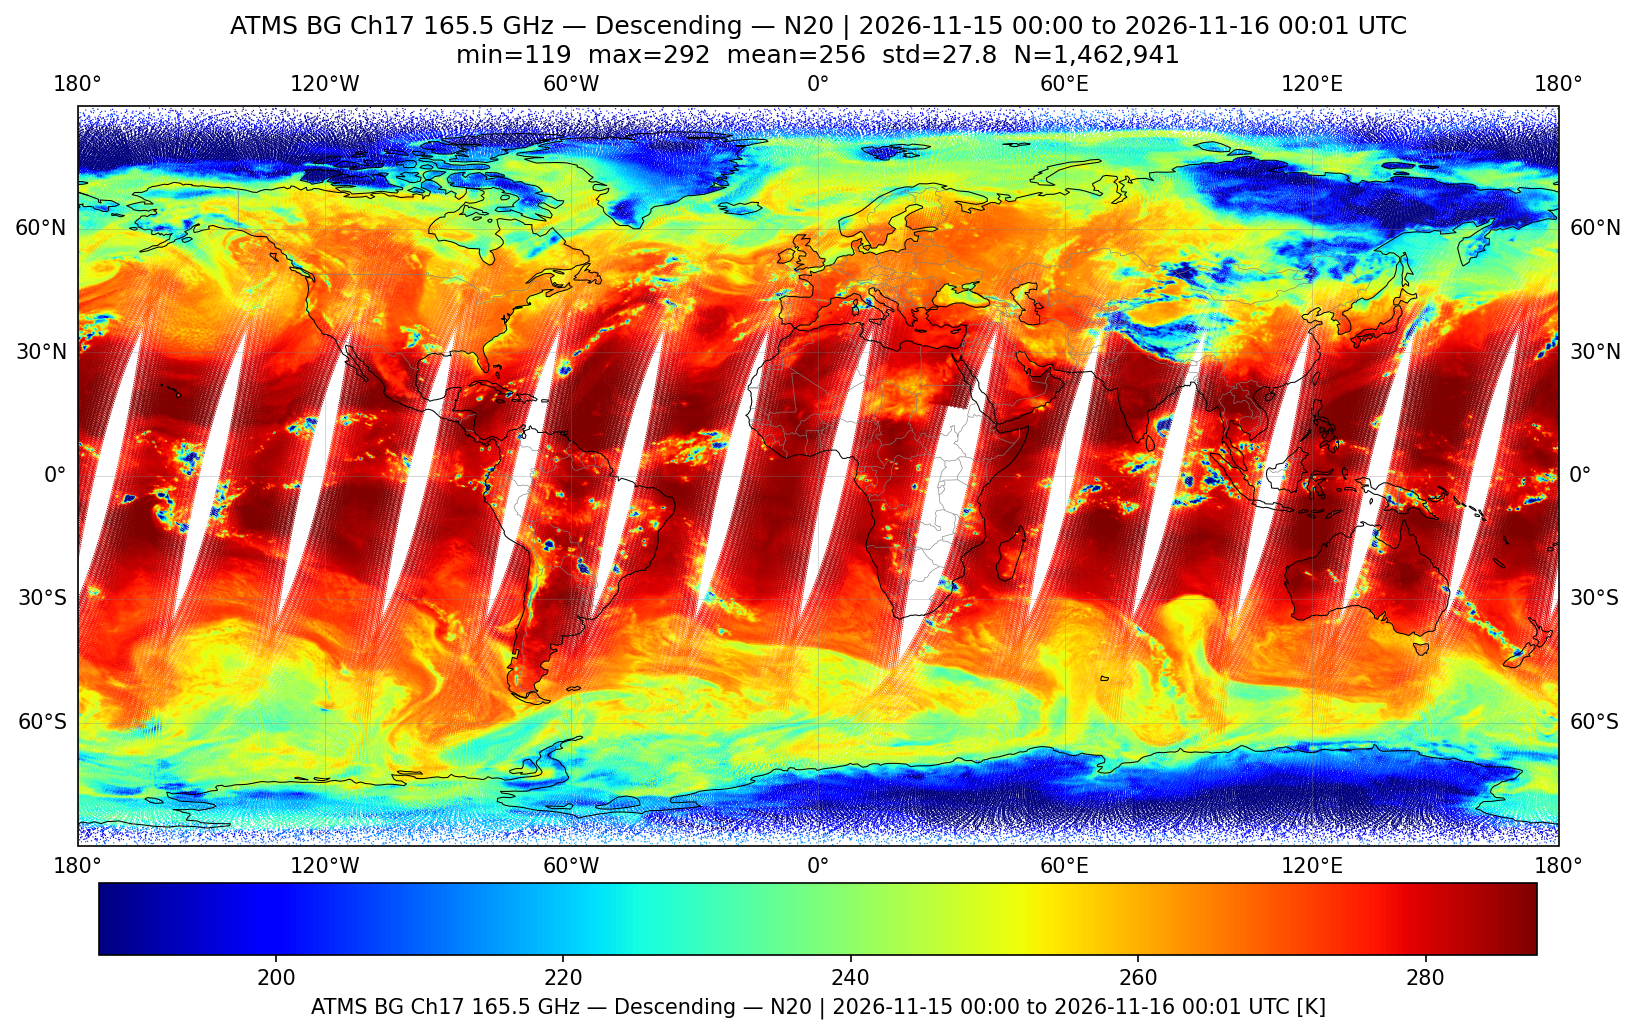 ATMS BG Ch17 165.5 GHz — Descending — N20 | 2026-11-15 00:00 to 2026-11-16 00:01 UTC
min=119 max=292 mean=256 std=27.8 N=1,462,941
180° 120°W 60°W 0° 60°E 120°E 180°
60°N 60°N
30°N 30°N
0° 0°
30°S 30°S
60°S 60°S
180° 120°W 60°W 0° 60°E 120°E 180°
200 220 240 260 280
ATMS BG Ch17 165.5 GHz — Descending — N20 | 2026-11-15 00:00 to 2026-11-16 00:01 UTC [K]